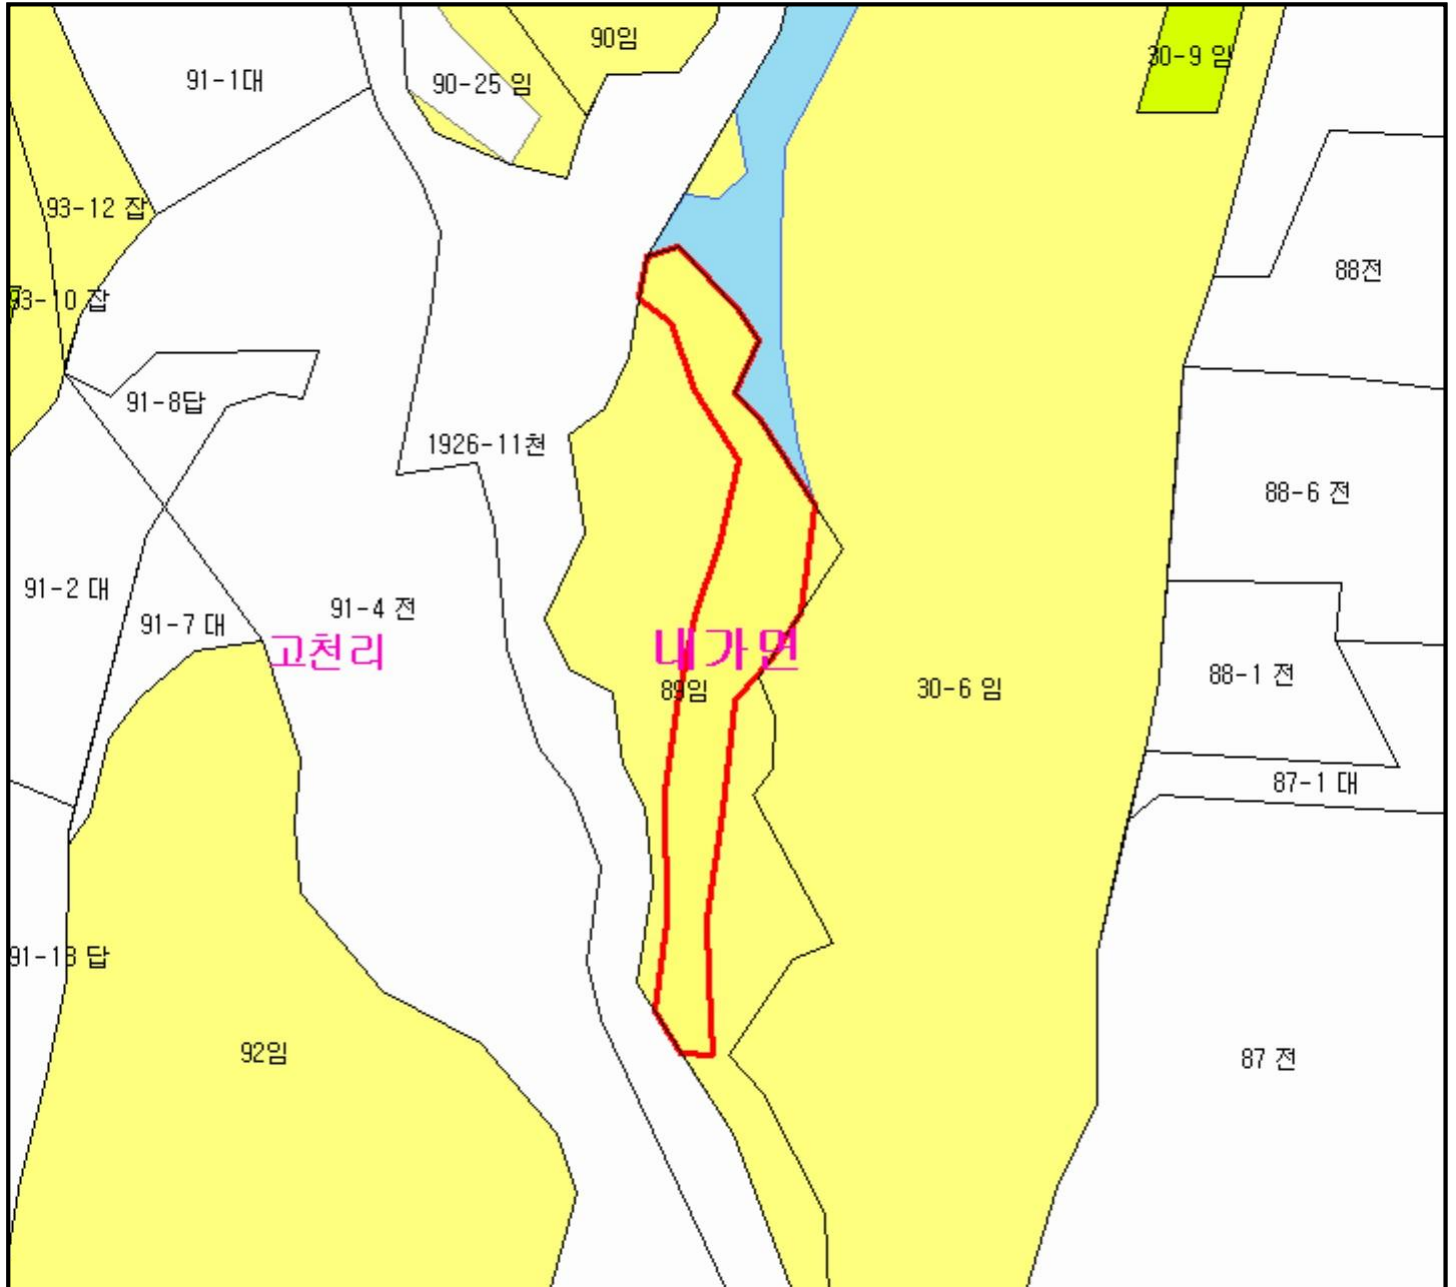 90임
30-9 임
91-1대
90-25 임
93-12 잡
88전
93-10 잡
91-8답
1926-11천
88-6 전
91-2 대
91-4 전
91-7 대
고천리
내가면
89임
30-6 임
88-1 전
87-1 대
91-13 답
92임
87 전